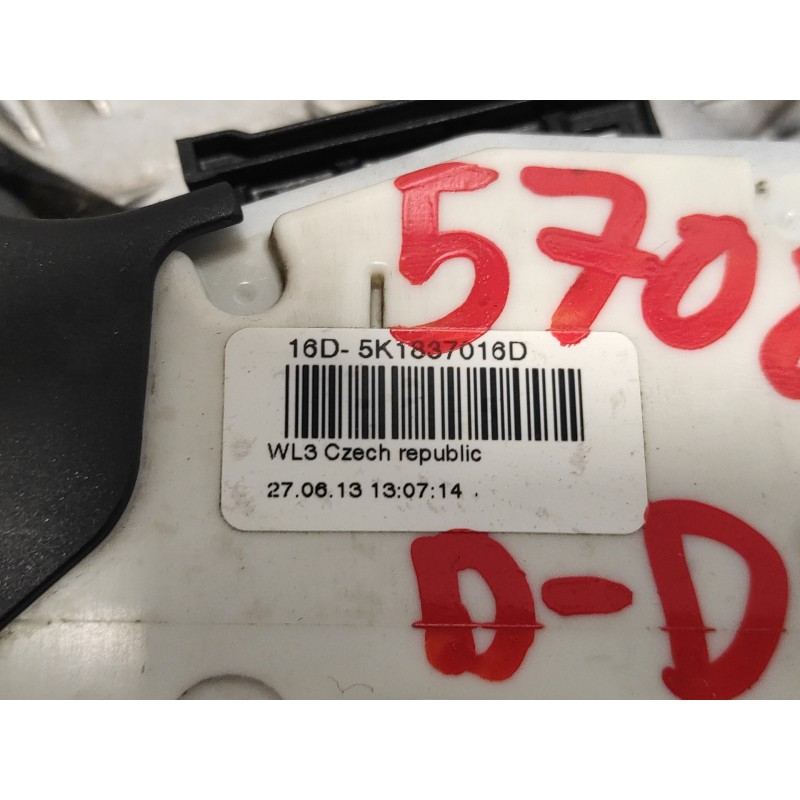 5708
16D- 5K1837016D
WL3 Czech republic
27.06.13 13:07:14
D-D